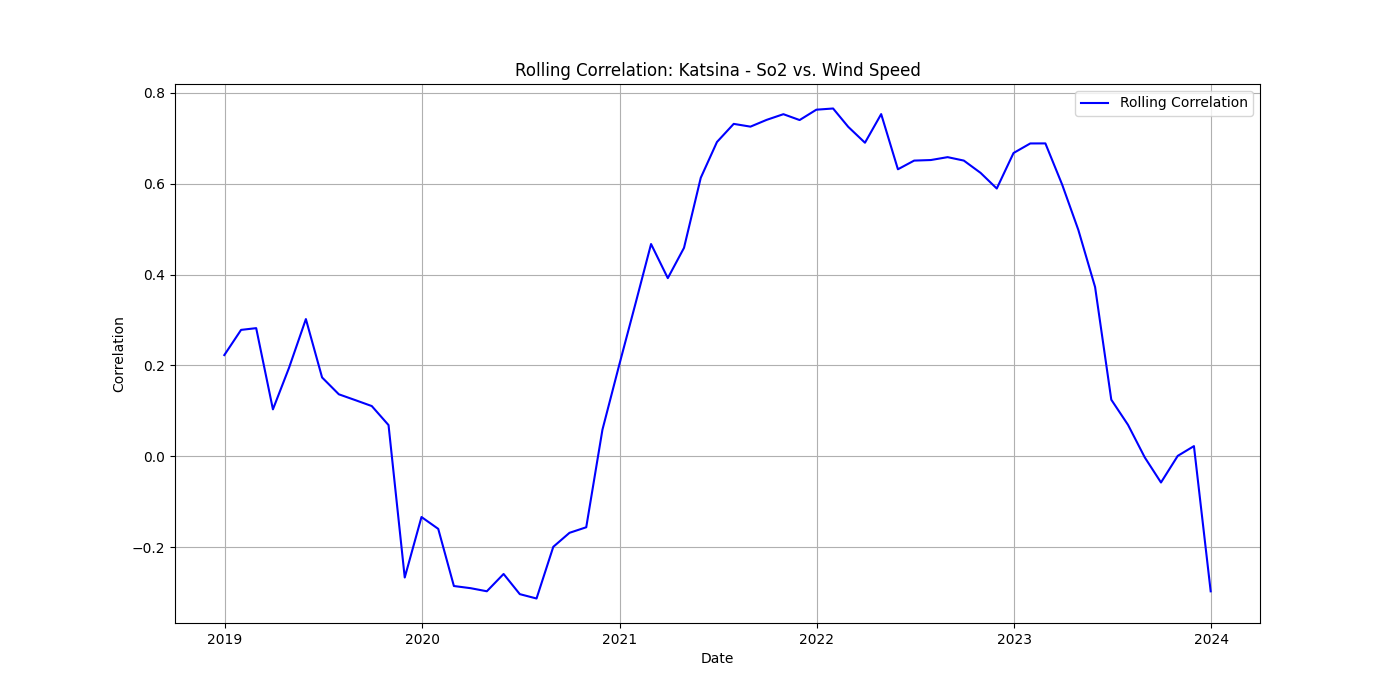 Rolling Correlation: Katsina - So2 vs. Wind Speed
Rolling Correlation
0.8
0.6
0.4
0.2
0.0
−0.2
Correlation
2019 2020 2021 2022 2023 2024
Date